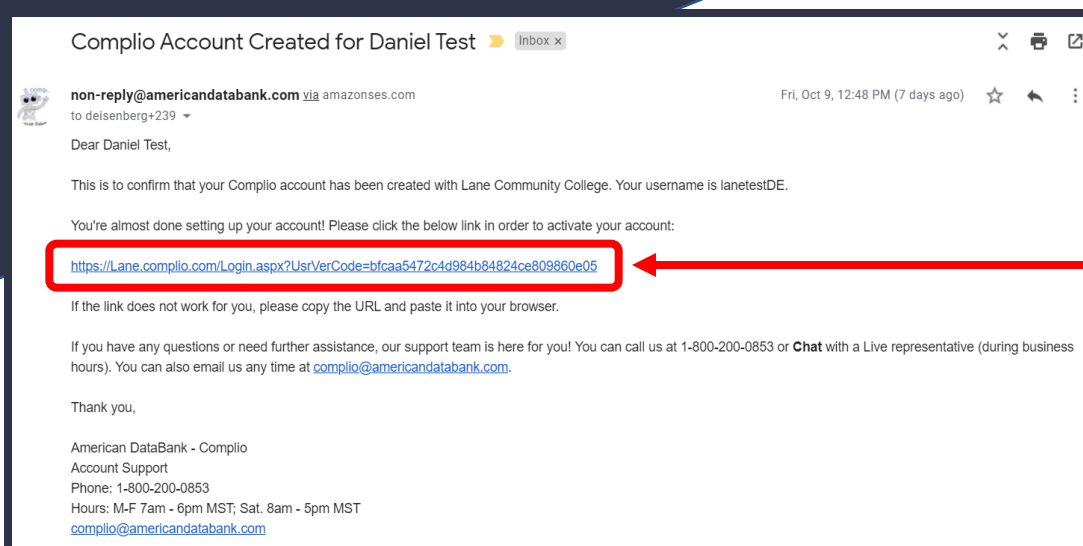 Complio Account Created for Daniel Test Inbox x
non-reply@americandatabank.com via amazonses.com Fri, Oct 9, 12:48 PM (7 days ago)
to deisenberg+239
Dear Daniel Test,
This is to confirm that your Complio account has been created with Lane Community College. Your username is lanetestDE.
You're almost done setting up your account! Please click the below link in order to activate your account:
https://Lane.complio.com/Login.aspx?UsrVerCode=bfcaa5472c4d984b84824ce809860e05
If the link does not work for you, please copy the URL and paste it into your browser.
If you have any questions or need further assistance, our support team is here for you! You can call us at 1-800-200-0853 or Chat with a Live representative (during business
hours). You can also email us any time at complio@americandatabank.com.
Thank you,
American DataBank - Complio
Account Support
Phone: 1-800-200-0853
Hours: M-F 7am - 6pm MST; Sat. 8am - 5pm MST
complio@americandatabank.com